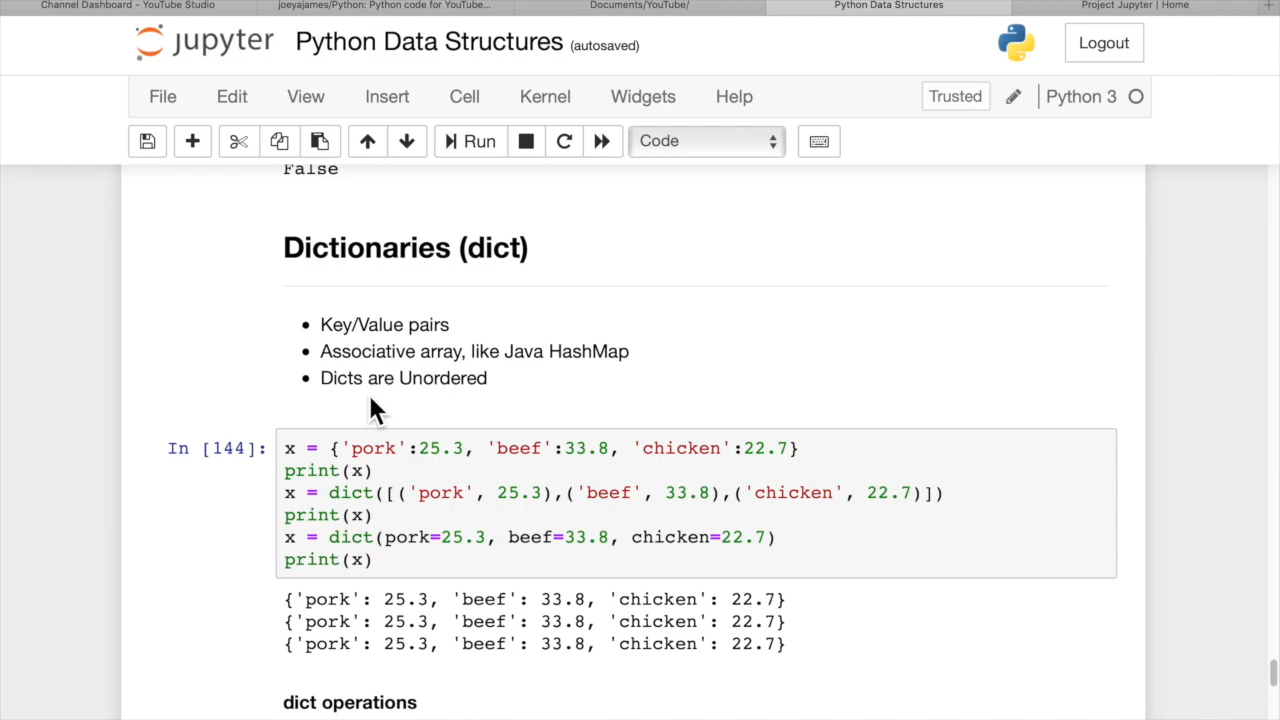 Channel Dashboard - YouTube Studio joeyajames/Python: Python code for YouTube... Documents/YouTube/ Python Data Structures Project Jupyter | Home
jupyter Python Data Structures (autosaved) Logout
File Edit View Insert Cell Kernel Widgets Help Trusted Python 3
Run Code
False
Dictionaries (dict)
• Key/Value pairs
• Associative array, like Java HashMap
• Dicts are Unordered
In [144]: x = {'pork':25.3, 'beef':33.8, 'chicken':22.7}
print(x)
x = dict([('pork', 25.3),('beef', 33.8),('chicken', 22.7)])
print(x)
x = dict(pork=25.3, beef=33.8, chicken=22.7)
print(x)
{'pork': 25.3, 'beef': 33.8, 'chicken': 22.7}
{'pork': 25.3, 'beef': 33.8, 'chicken': 22.7}
{'pork': 25.3, 'beef': 33.8, 'chicken': 22.7}
dict operations